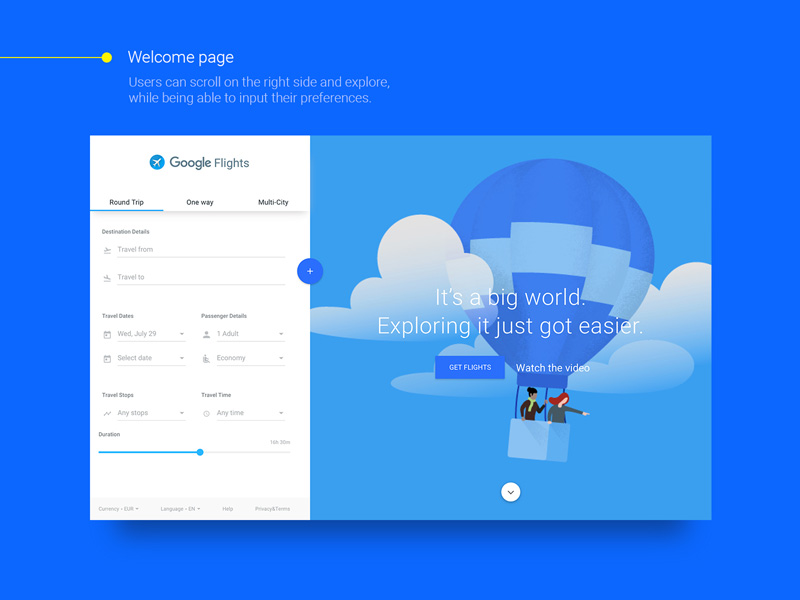 Welcome page
Users can scroll on the right side and explore,
while being able to input their preferences.
Google Flights
Round Trip
One way
Multi-City
Destination Details
Travel from
Travel to
Travel Dates
Passenger Details
Wed, July 29
1 Adult
Select date
Economy
Travel Stops
Travel Time
Any stops
Any time
Duration
16h 30m
Currency • EUR
Language • EN
Help
Privacy&Terms
It's a big world.
Exploring it just got easier.
GET FLIGHTS
Watch the video